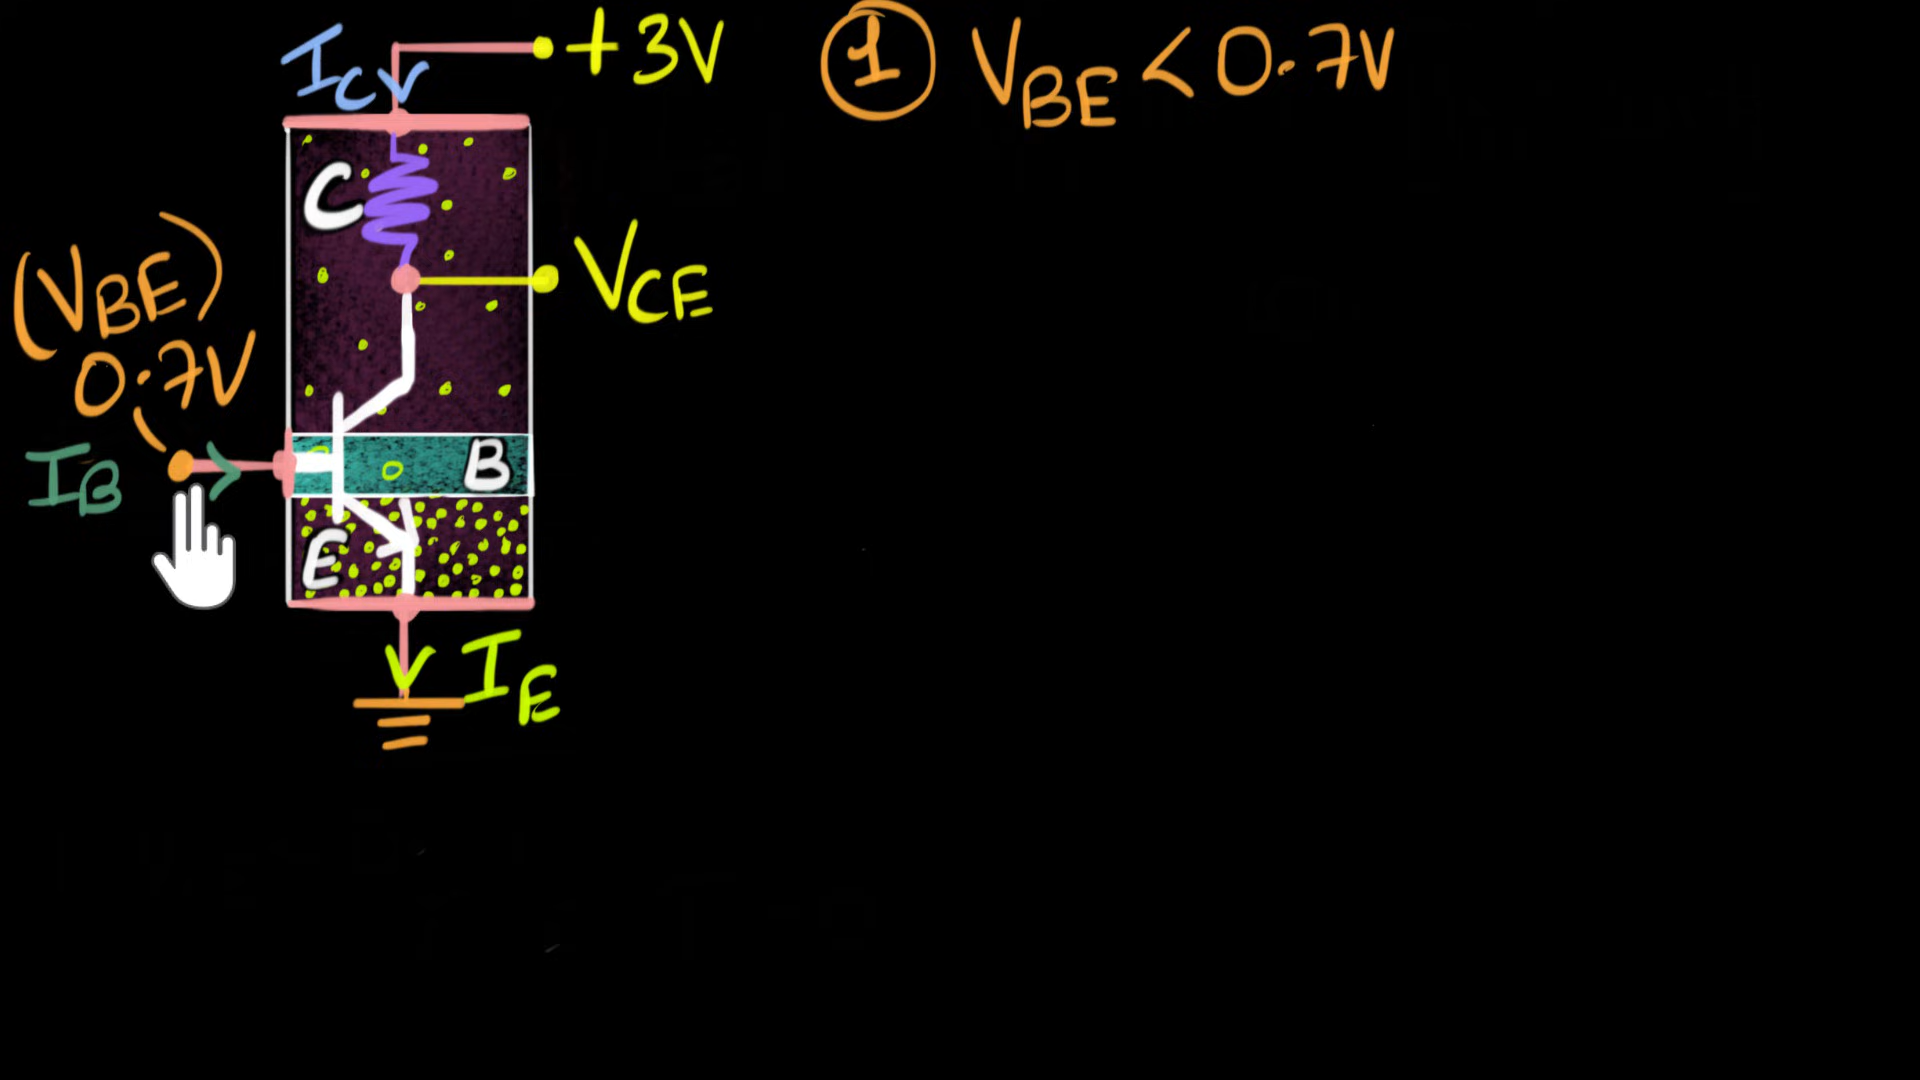 I_C
+3V
① V_BE < 0.7V
C
(V_BE)
V_CE
0.7V
I_B
B
E
I_E